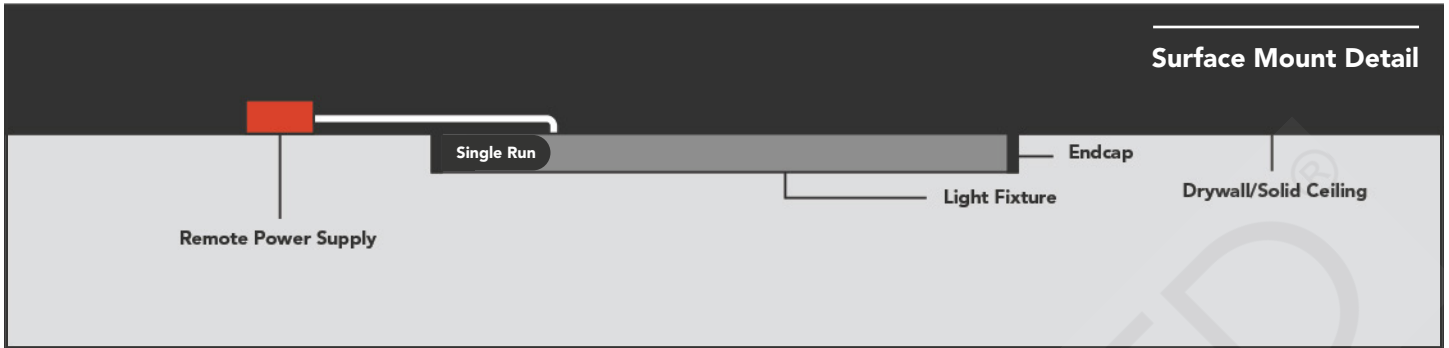 Surface Mount Detail
Single Run
Endcap
Light Fixture
Drywall/Solid Ceiling
Remote Power Supply
®